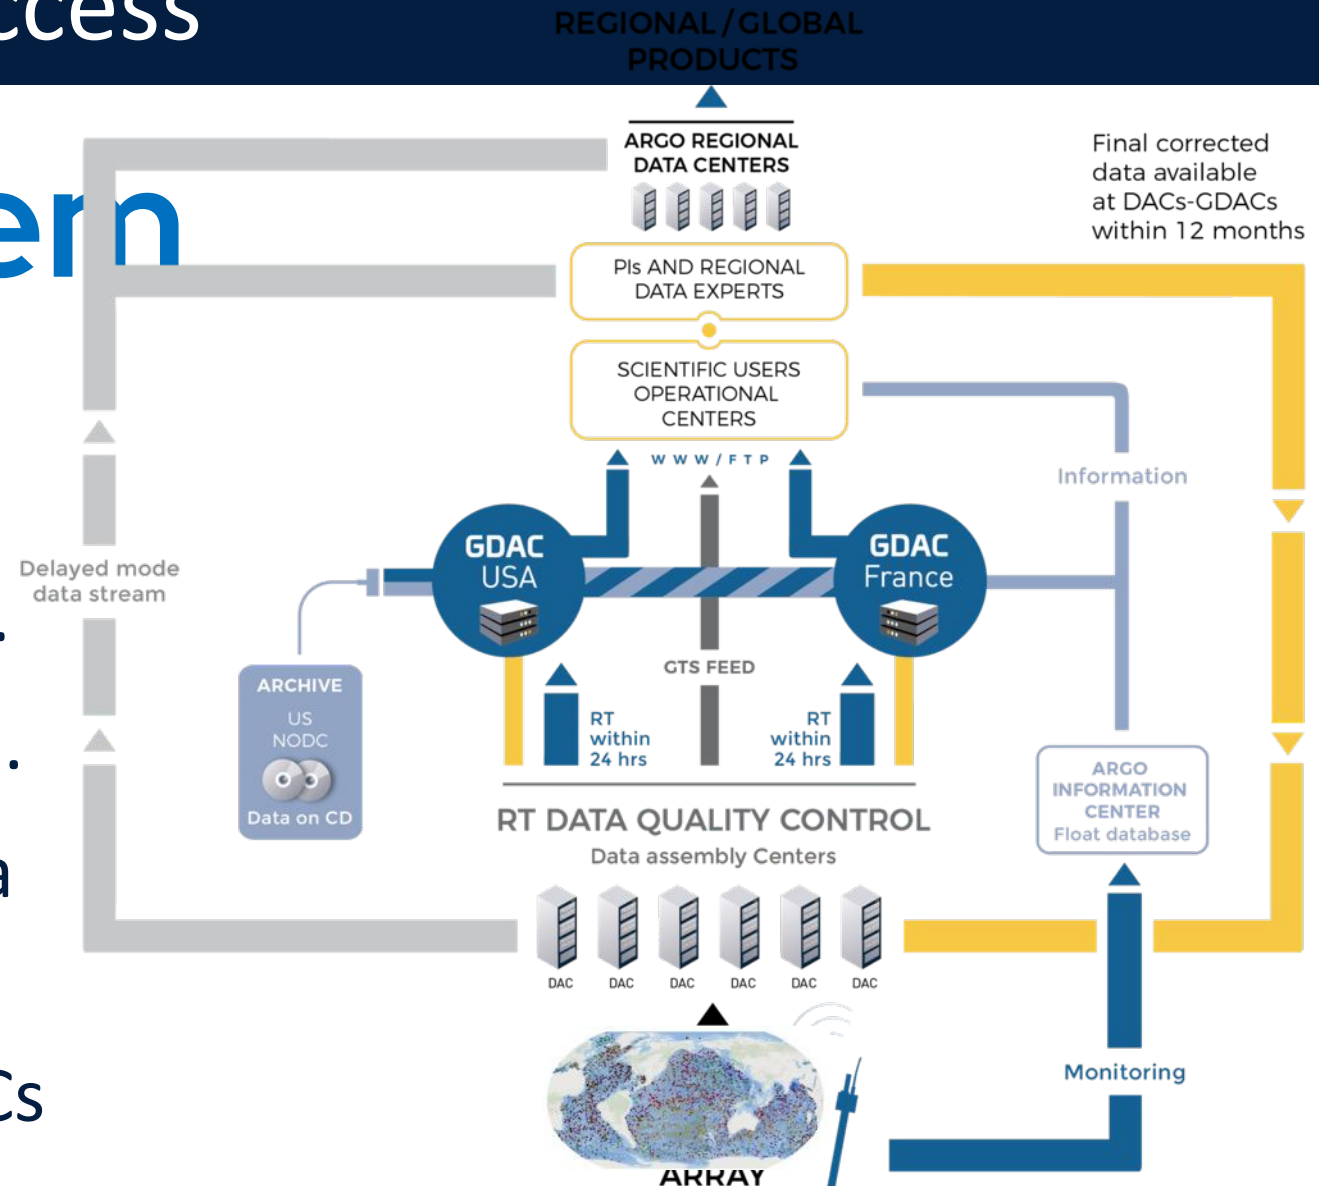 REGIONAL / GLOBAL
PRODUCTS
ARGO REGIONAL
DATA CENTERS
Final corrected
data available
at DACs-GDACs
within 12 months
PIs AND REGIONAL
DATA EXPERTS
SCIENTIFIC USERS
OPERATIONAL
CENTERS
WWW/FTP
Information
GDAC
USA
GDAC
France
Delayed mode
data stream
GTS FEED
ARCHIVE
US
NODC
Data on CD
RT
within
24 hrs
RT
within
24 hrs
ARGO
INFORMATION
CENTER
Float database
RT DATA QUALITY CONTROL
Data assembly Centers
DAC DAC DAC DAC DAC DAC
Monitoring
ARRAY